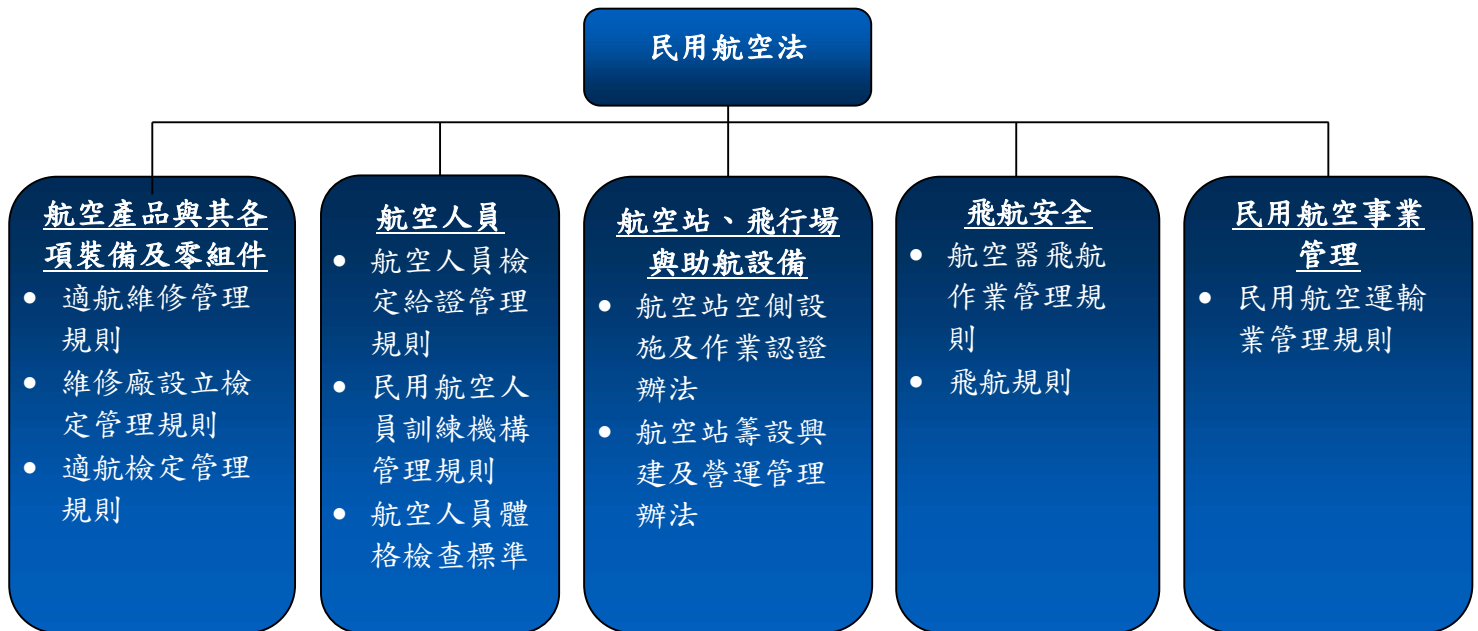 民用航空法
航空產品與其各
項裝備及零組件
• 適航維修管理
規則
• 維修廠設立檢
定管理規則
• 適航檢定管理
規則
航空人員
• 航空人員檢
定給證管理
規則
• 民用航空人
員訓練機構
管理規則
• 航空人員體
格檢查標準
航空站、飛行場
與助航設備
• 航空站空側設
施及作業認證
辦法
• 航空站籌設興
建及營運管理
辦法
飛航安全
• 航空器飛航
作業管理規
則
• 飛航規則
民用航空事業
管理
• 民用航空運輸
業管理規則